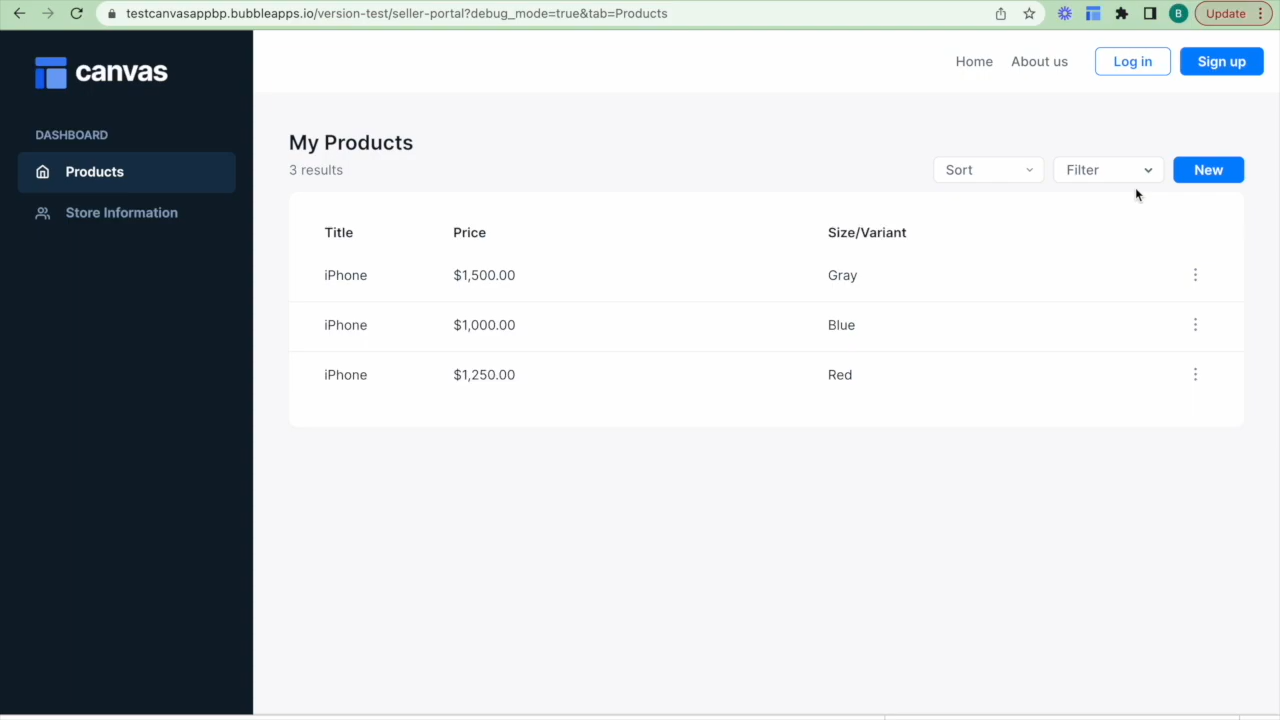 testcanvasappbp.bubbleapps.io/version-test/seller-portal?debug_mode=true&tab=Products
B
Update
canvas
Home
About us
Log in
Sign up
DASHBOARD
Products
Store Information
My Products
3 results
Sort
Filter
New
Title Price Size/Variant
iPhone $1,500.00 Gray
iPhone $1,000.00 Blue
iPhone $1,250.00 Red